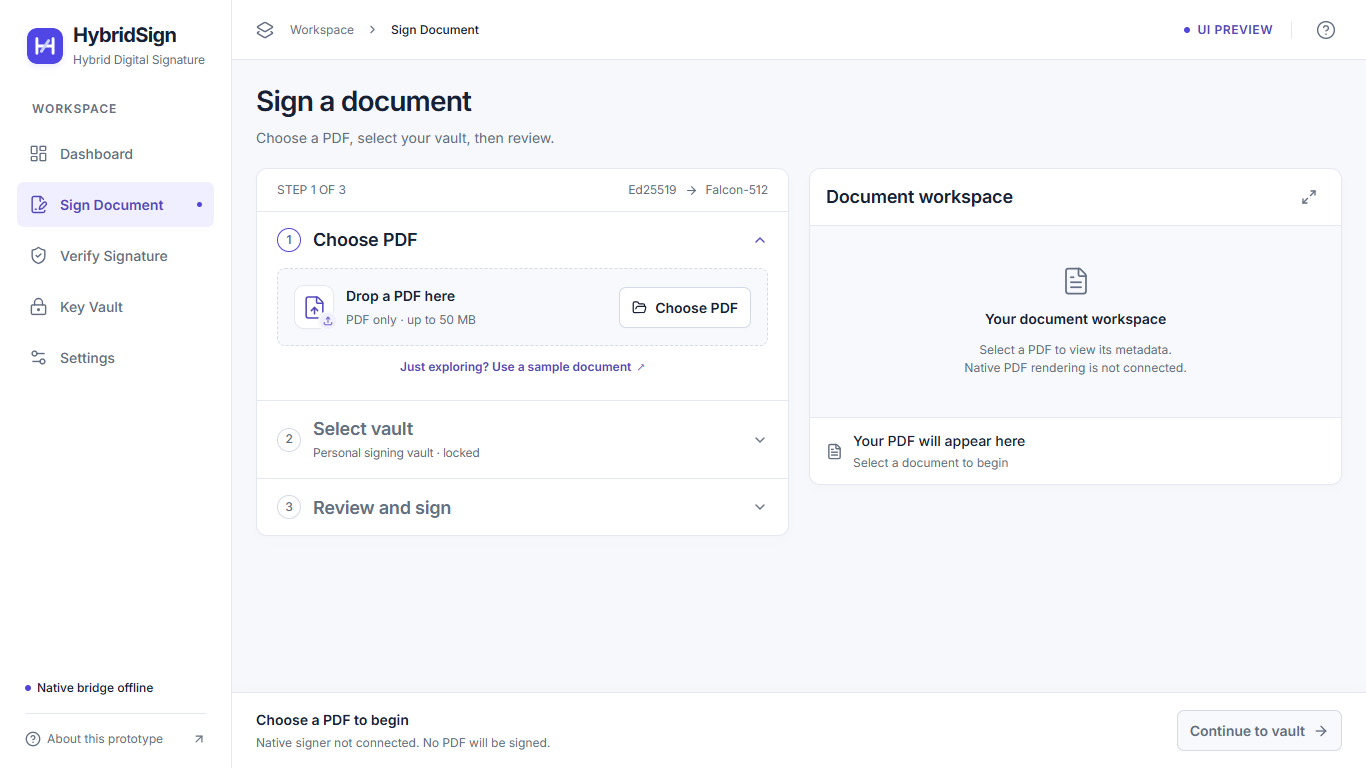 HybridSign
Hybrid Digital Signature
WORKSPACE
Dashboard
Sign Document
Verify Signature
Key Vault
Settings
Native bridge offline
About this prototype
Workspace
Sign Document
UI PREVIEW
Sign a document
Choose a PDF, select your vault, then review.
STEP 1 OF 3
Ed25519 → Falcon-512
1 Choose PDF
Drop a PDF here
PDF only · up to 50 MB
Choose PDF
Just exploring? Use a sample document ↗
2 Select vault
Personal signing vault · locked
3 Review and sign
Document workspace
Your document workspace
Select a PDF to view its metadata.
Native PDF rendering is not connected.
Your PDF will appear here
Select a document to begin
Choose a PDF to begin
Native signer not connected. No PDF will be signed.
Continue to vault →